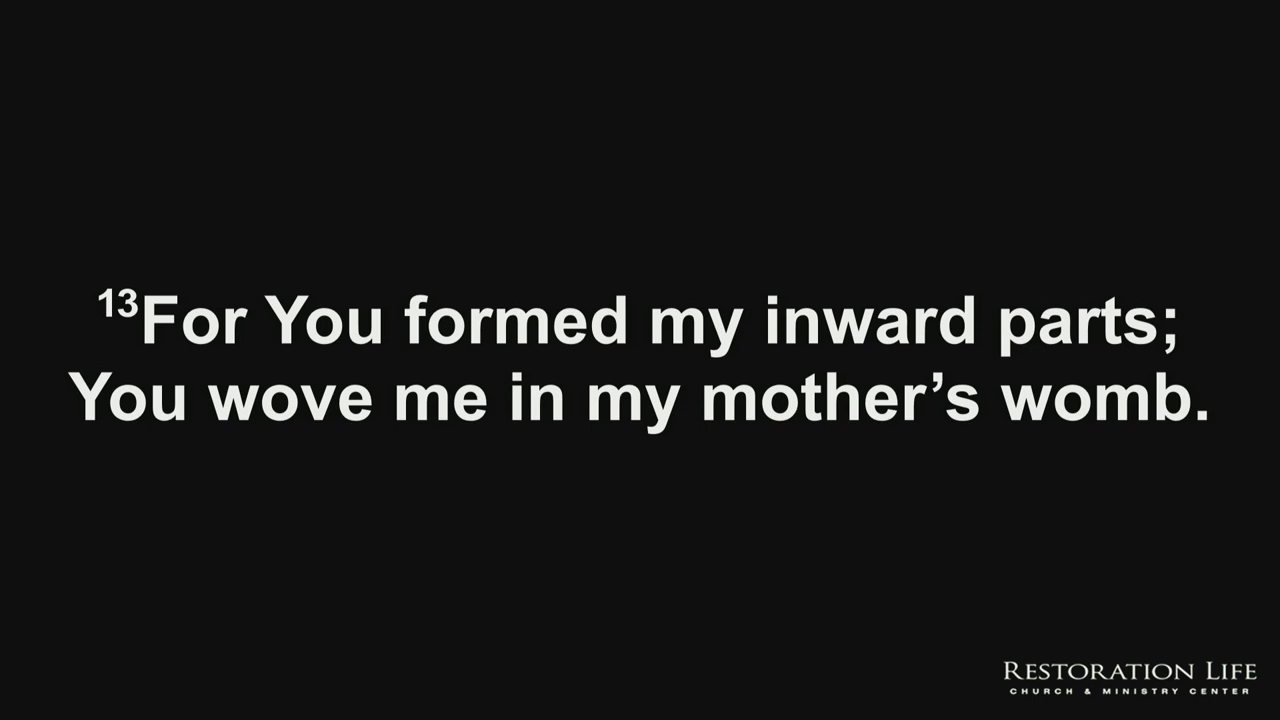 ¹³For You formed my inward parts;
You wove me in my mother’s womb.
RESTORATION LIFE
CHURCH & MINISTRY CENTER